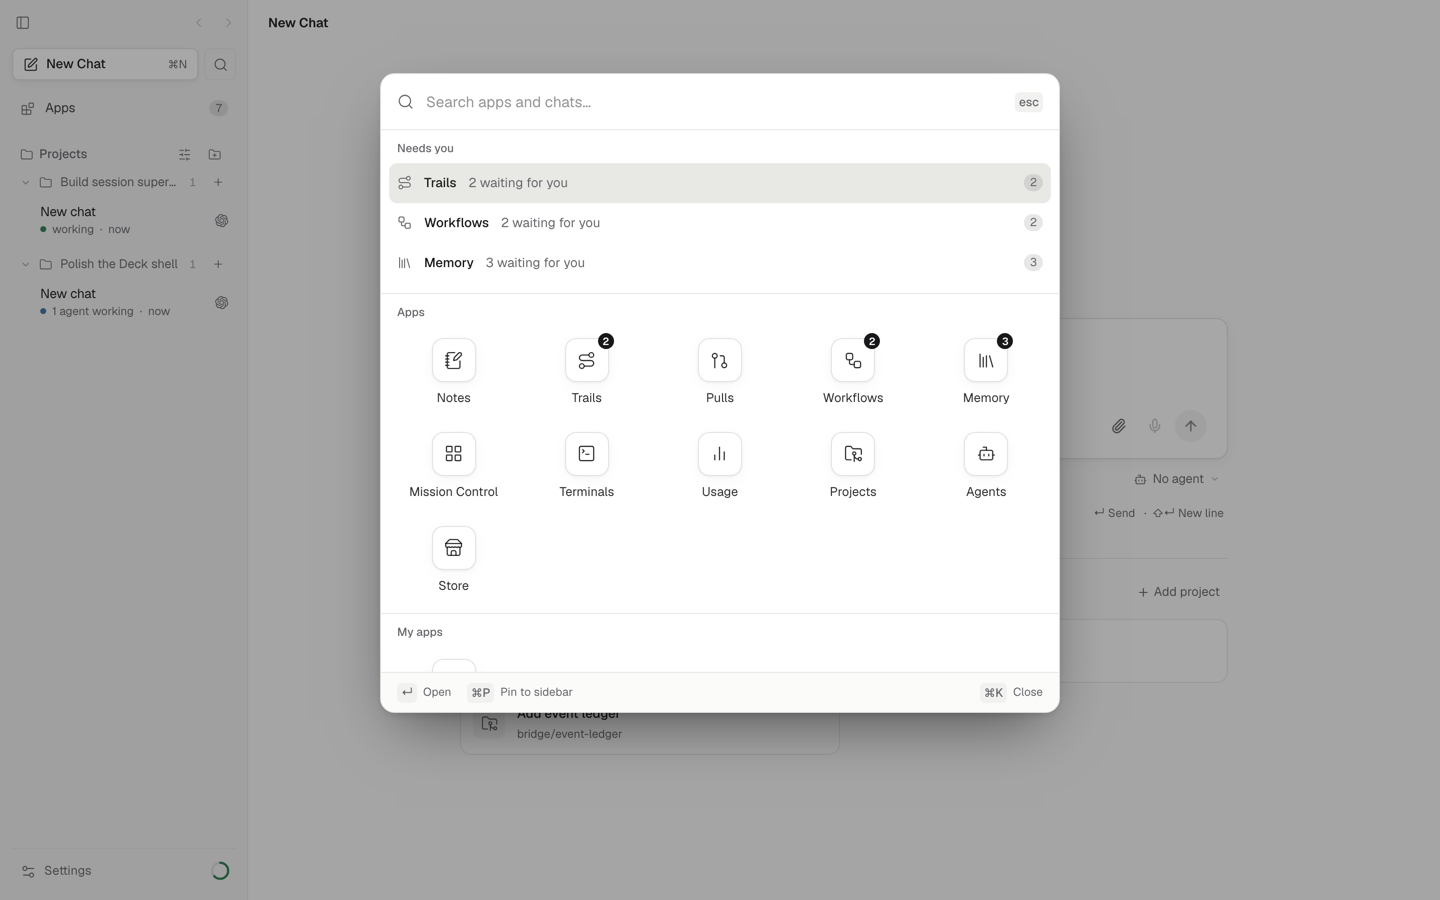 New Chat
New Chat ⌘N
Apps 7
Projects
Build session super... 1
New chat
working · now
Polish the Deck shell 1
New chat
1 agent working · now
Settings
Search apps and chats... esc
Needs you
Trails 2 waiting for you 2
Workflows 2 waiting for you 2
Memory 3 waiting for you 3
Apps
2 2 3
Notes Trails Pulls Workflows Memory
Mission Control Terminals Usage Projects Agents
Store
My apps
↵ Open ⌘P Pin to sidebar ⌘K Close
No agent
↵ Send · ⇧↵ New line
+ Add project
Add event ledger
bridge/event-ledger